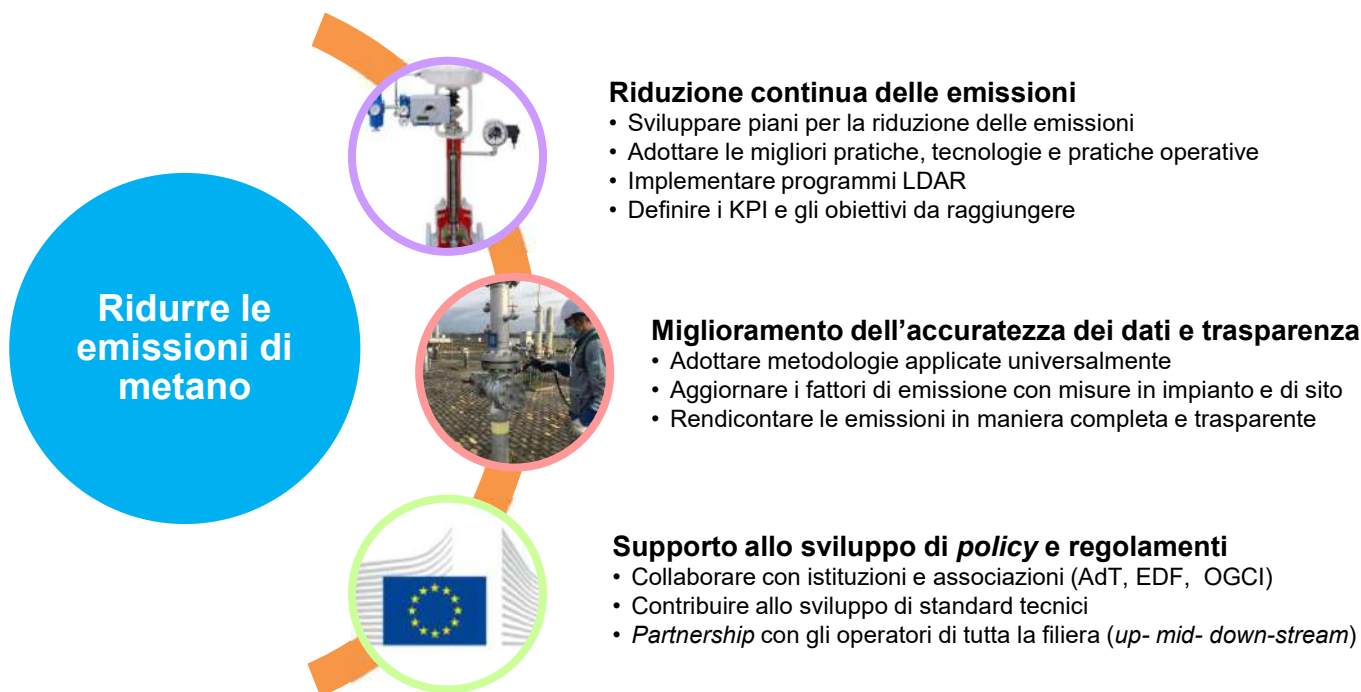 Ridurre le
emissioni di
metano
Riduzione continua delle emissioni
• Sviluppare piani per la riduzione delle emissioni
• Adottare le migliori pratiche, tecnologie e pratiche operative
• Implementare programmi LDAR
• Definire i KPI e gli obiettivi da raggiungere
Miglioramento dell’accuratezza dei dati e trasparenza
• Adottare metodologie applicate universalmente
• Aggiornare i fattori di emissione con misure in impianto e di sito
• Rendicontare le emissioni in maniera completa e trasparente
Supporto allo sviluppo di policy e regolamenti
• Collaborare con istituzioni e associazioni (AdT, EDF, OGCI)
• Contribuire allo sviluppo di standard tecnici
• Partnership con gli operatori di tutta la filiera (up- mid- down-stream)